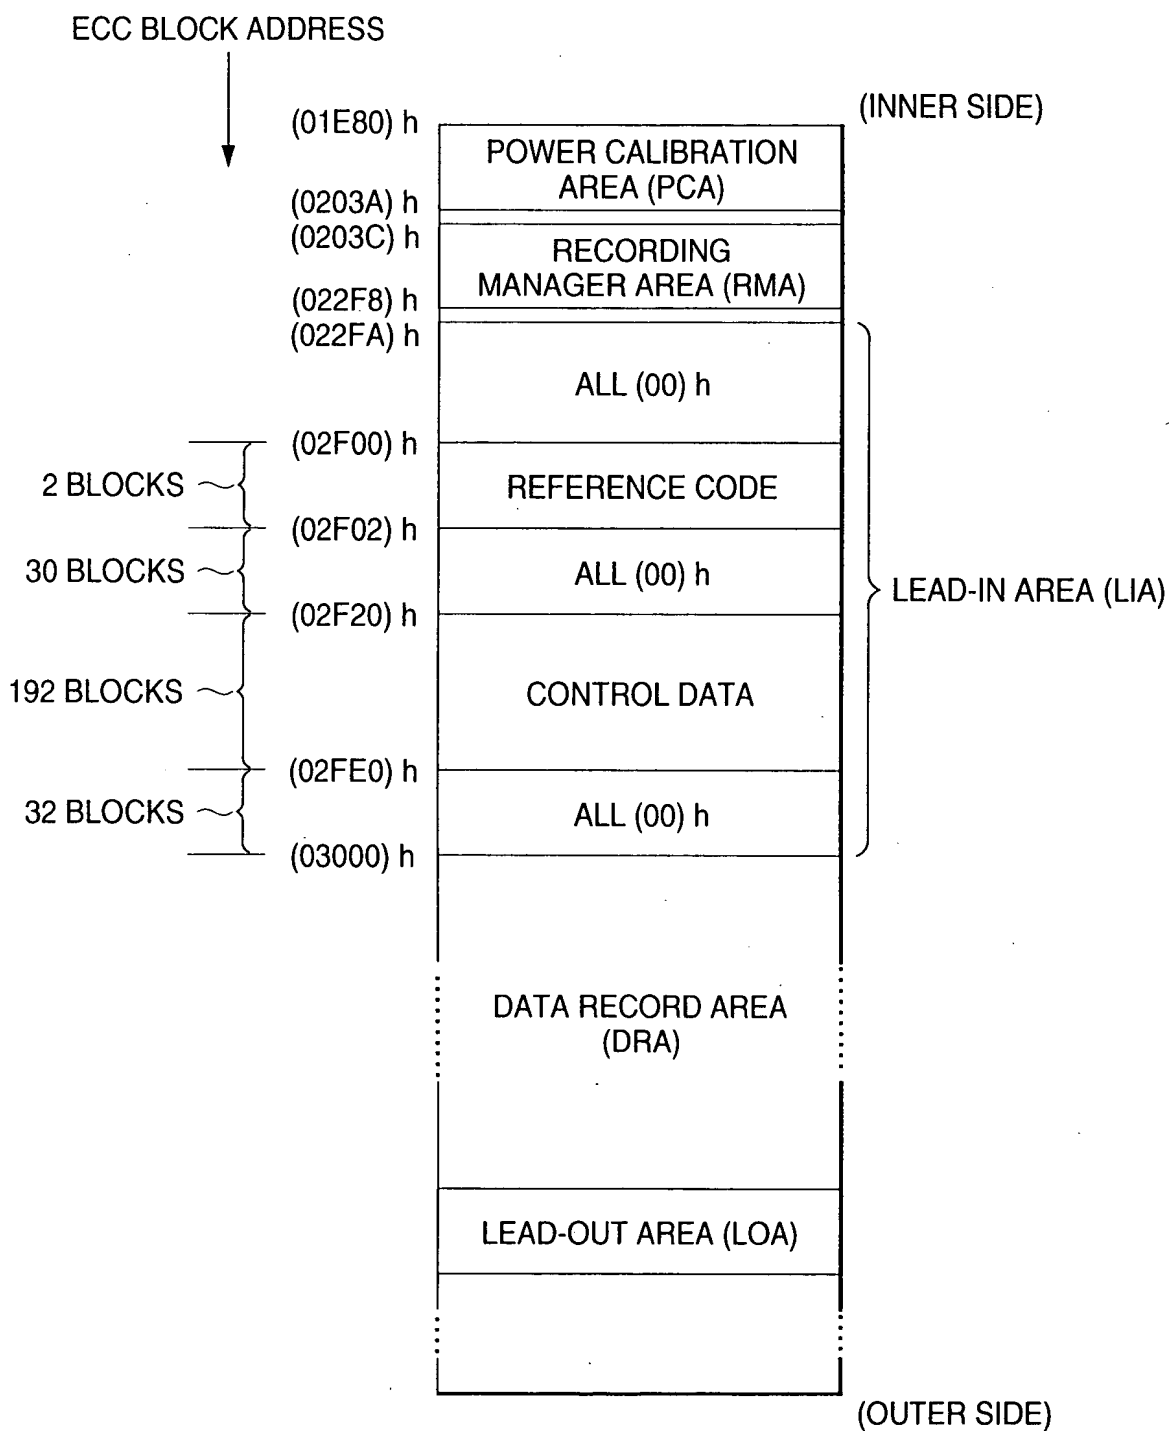 ECC BLOCK ADDRESS
(INNER SIDE)
(01E80) h
POWER CALIBRATION
AREA (PCA)
(0203A) h
(0203C) h
RECORDING
MANAGER AREA (RMA)
(022F8) h
(022FA) h
ALL (00) h
(02F00) h
2 BLOCKS
REFERENCE CODE
(02F02) h
30 BLOCKS
ALL (00) h
LEAD-IN AREA (LIA)
(02F20) h
192 BLOCKS
CONTROL DATA
(02FE0) h
32 BLOCKS
ALL (00) h
(03000) h
DATA RECORD AREA
(DRA)
LEAD-OUT AREA (LOA)
(OUTER SIDE)